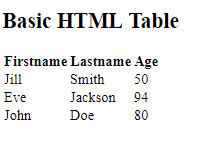 Basic HTML Table
Firstname Lastname Age
Jill Smith 50
Eve Jackson 94
John Doe 80